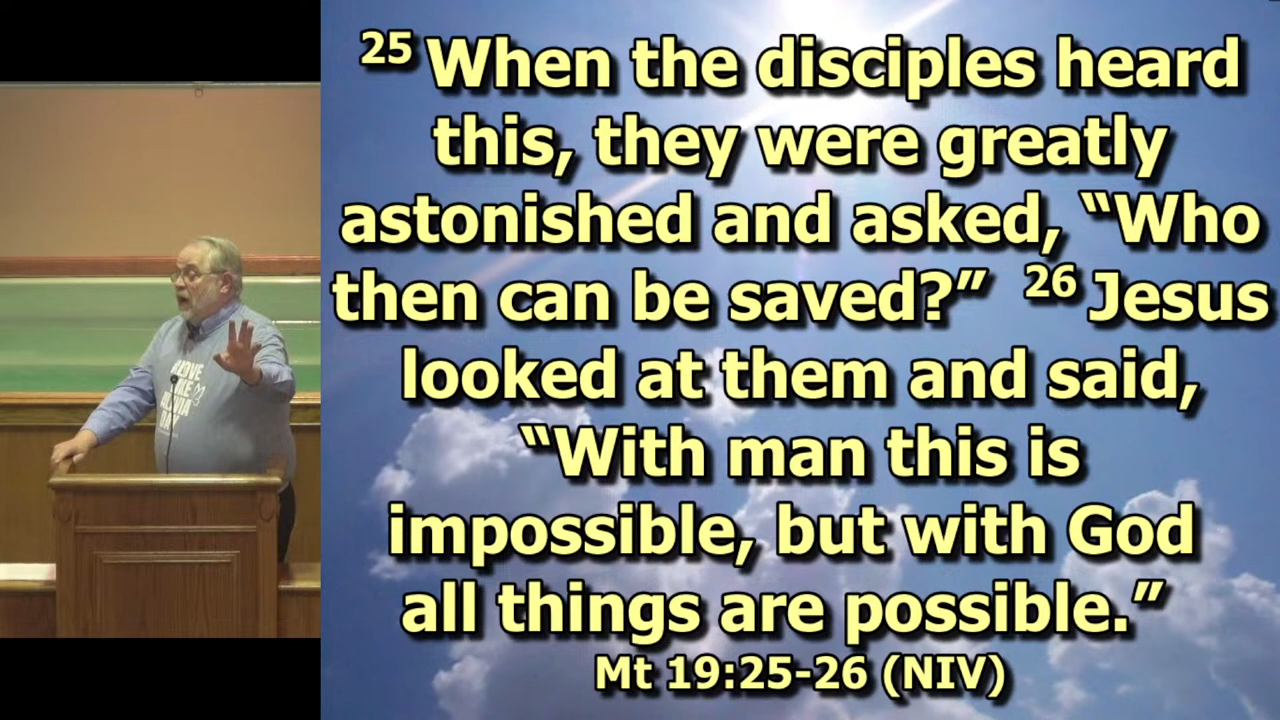 25 When the disciples heard
this, they were greatly
astonished and asked, “Who
then can be saved?” 26 Jesus
looked at them and said,
“With man this is
impossible, but with God
all things are possible.”
Mt 19:25-26 (NIV)
LOVE
LIKE